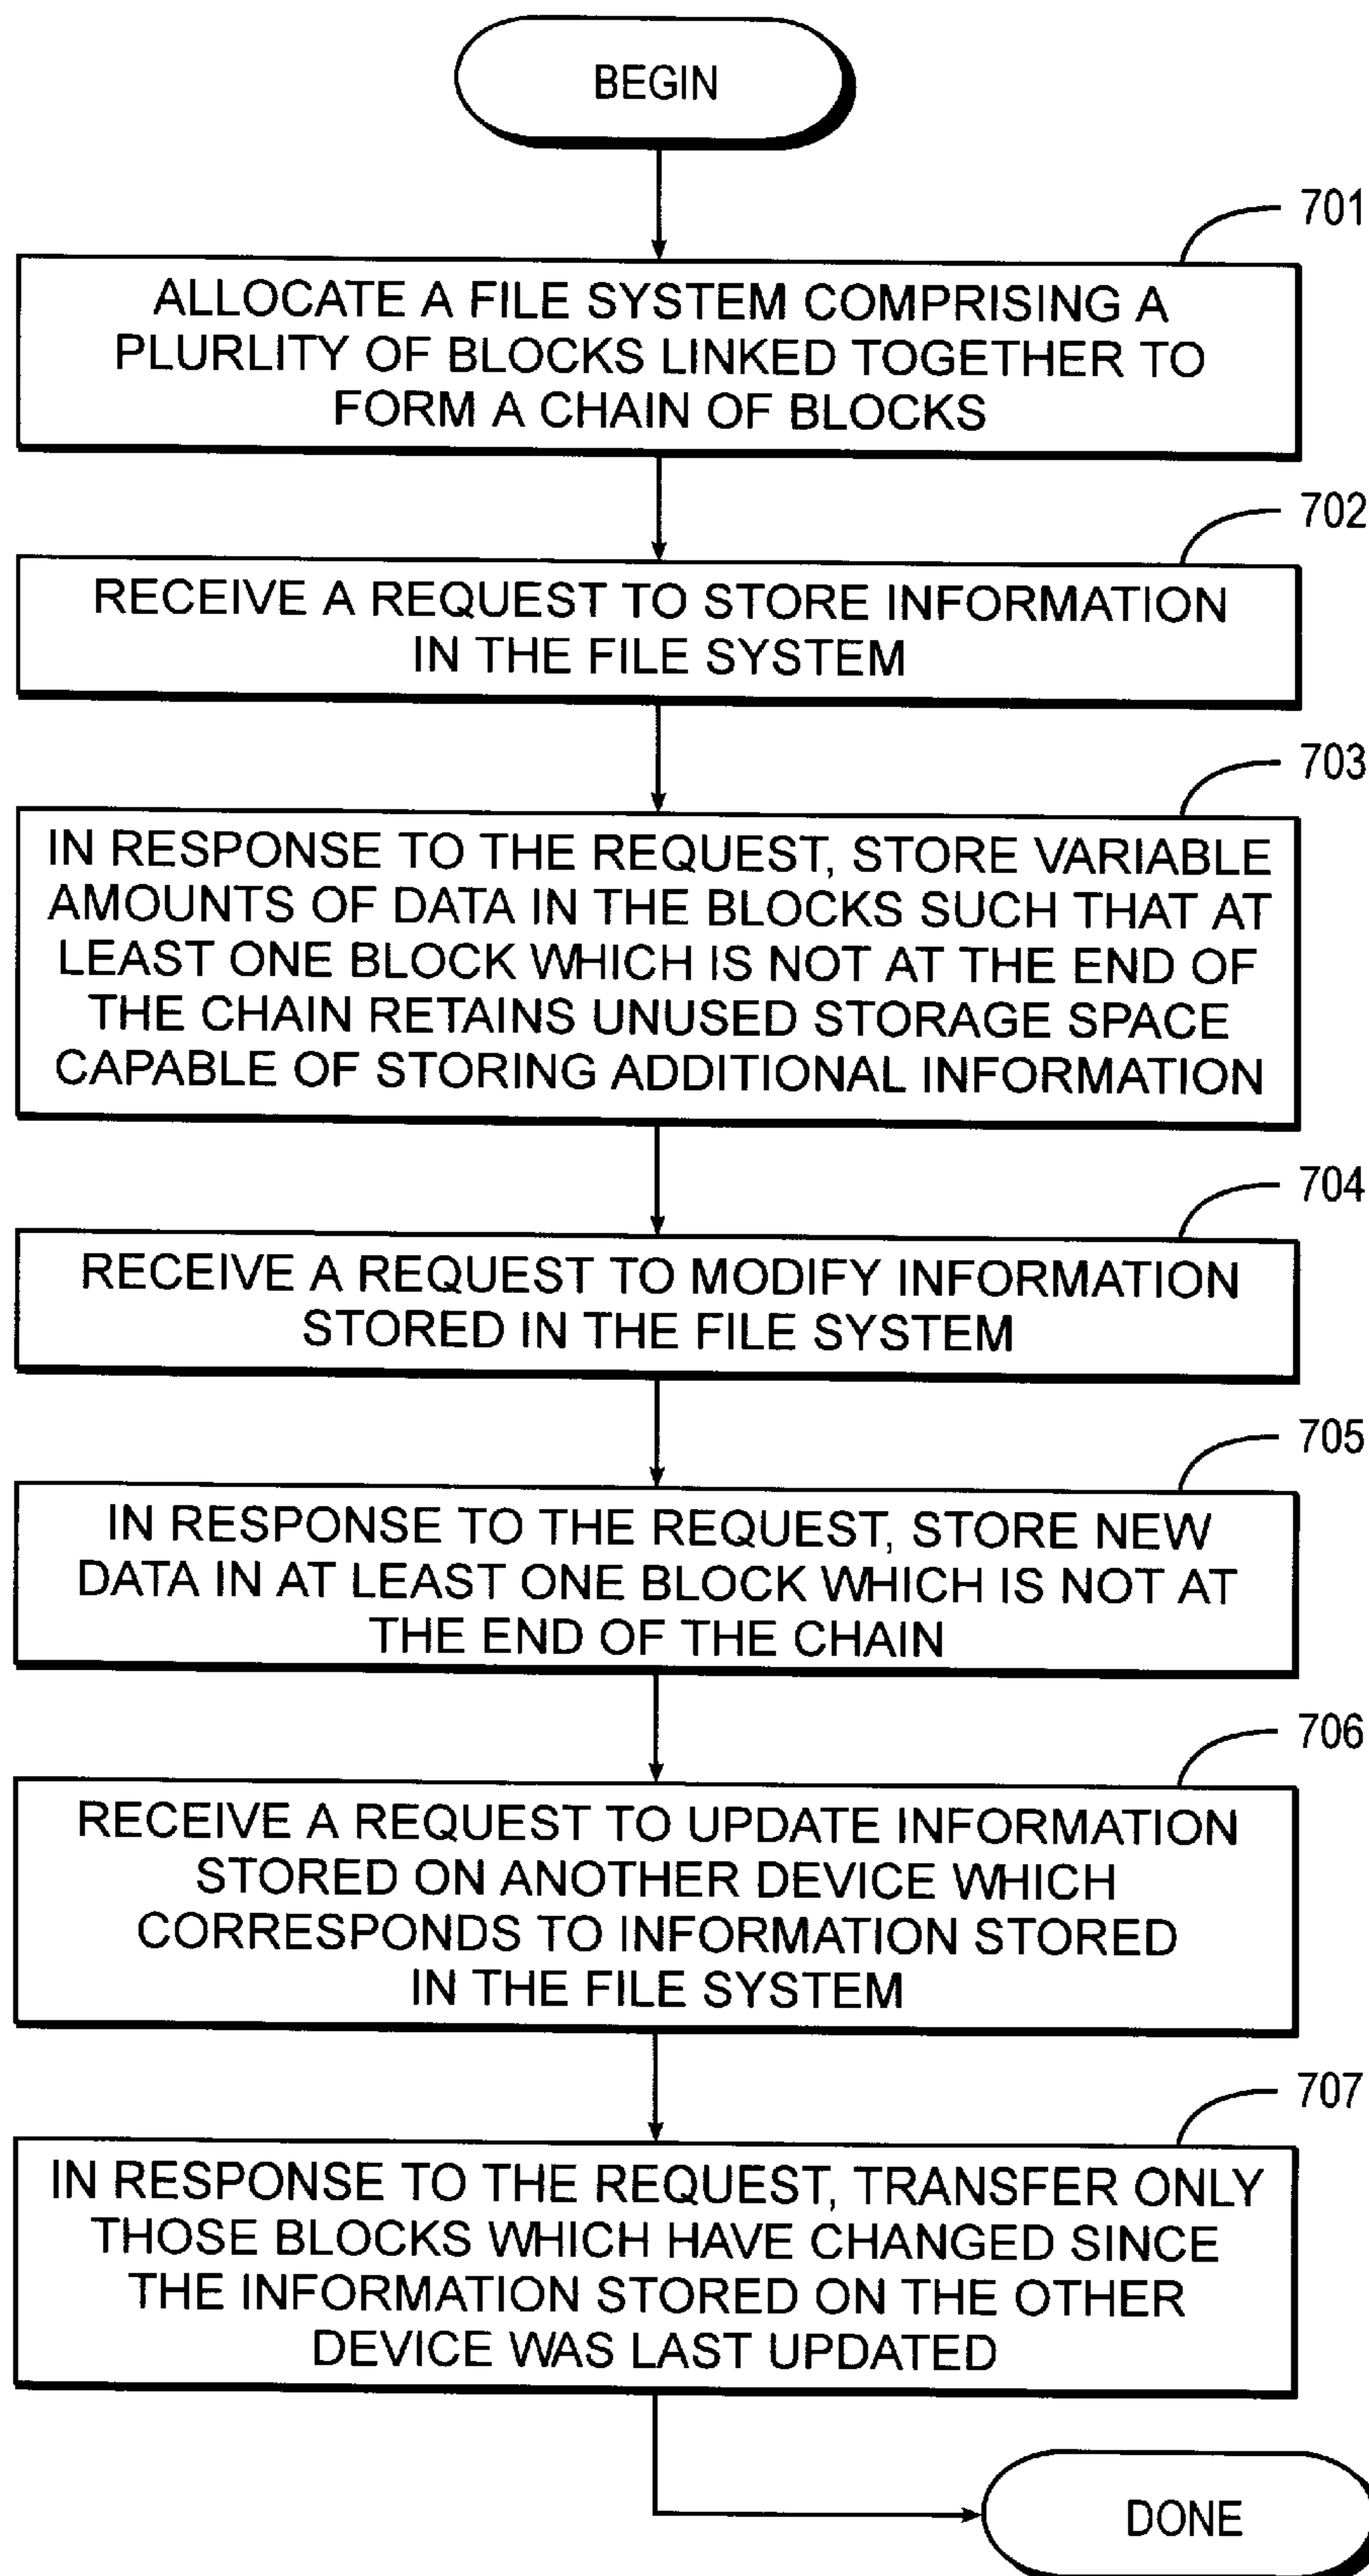 BEGIN
701
ALLOCATE A FILE SYSTEM COMPRISING A
PLURLITY OF BLOCKS LINKED TOGETHER TO
FORM A CHAIN OF BLOCKS
702
RECEIVE A REQUEST TO STORE INFORMATION
IN THE FILE SYSTEM
703
IN RESPONSE TO THE REQUEST, STORE VARIABLE
AMOUNTS OF DATA IN THE BLOCKS SUCH THAT AT
LEAST ONE BLOCK WHICH IS NOT AT THE END OF
THE CHAIN RETAINS UNUSED STORAGE SPACE
CAPABLE OF STORING ADDITIONAL INFORMATION
704
RECEIVE A REQUEST TO MODIFY INFORMATION
STORED IN THE FILE SYSTEM
705
IN RESPONSE TO THE REQUEST, STORE NEW
DATA IN AT LEAST ONE BLOCK WHICH IS NOT AT
THE END OF THE CHAIN
706
RECEIVE A REQUEST TO UPDATE INFORMATION
STORED ON ANOTHER DEVICE WHICH
CORRESPONDS TO INFORMATION STORED
IN THE FILE SYSTEM
707
IN RESPONSE TO THE REQUEST, TRANSFER ONLY
THOSE BLOCKS WHICH HAVE CHANGED SINCE
THE INFORMATION STORED ON THE OTHER
DEVICE WAS LAST UPDATED
DONE